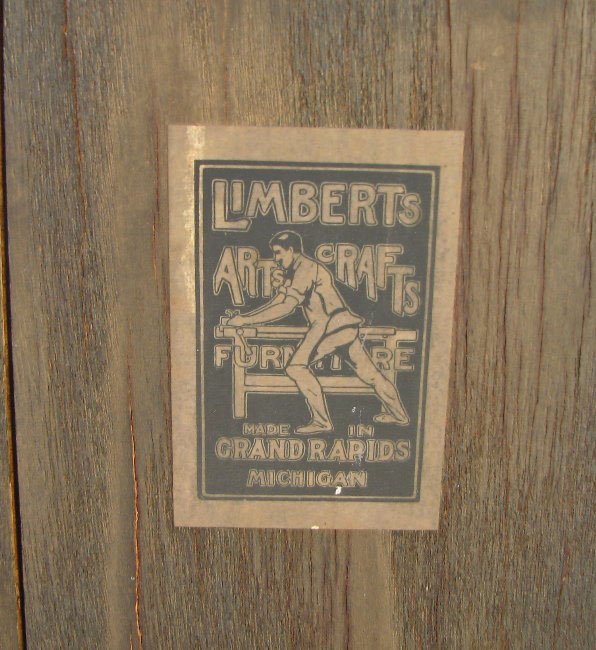 LIMBERTS
ARTS CRAFTS
FURNITURE
MADE IN
GRAND RAPIDS
MICHIGAN